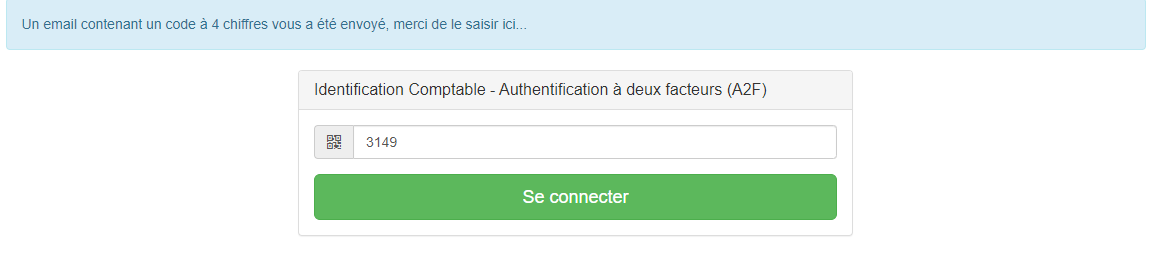 Un email contenant un code à 4 chiffres vous a été envoyé, merci de le saisir ici...
Identification Comptable - Authentification à deux facteurs (A2F)
3149
Se connecter